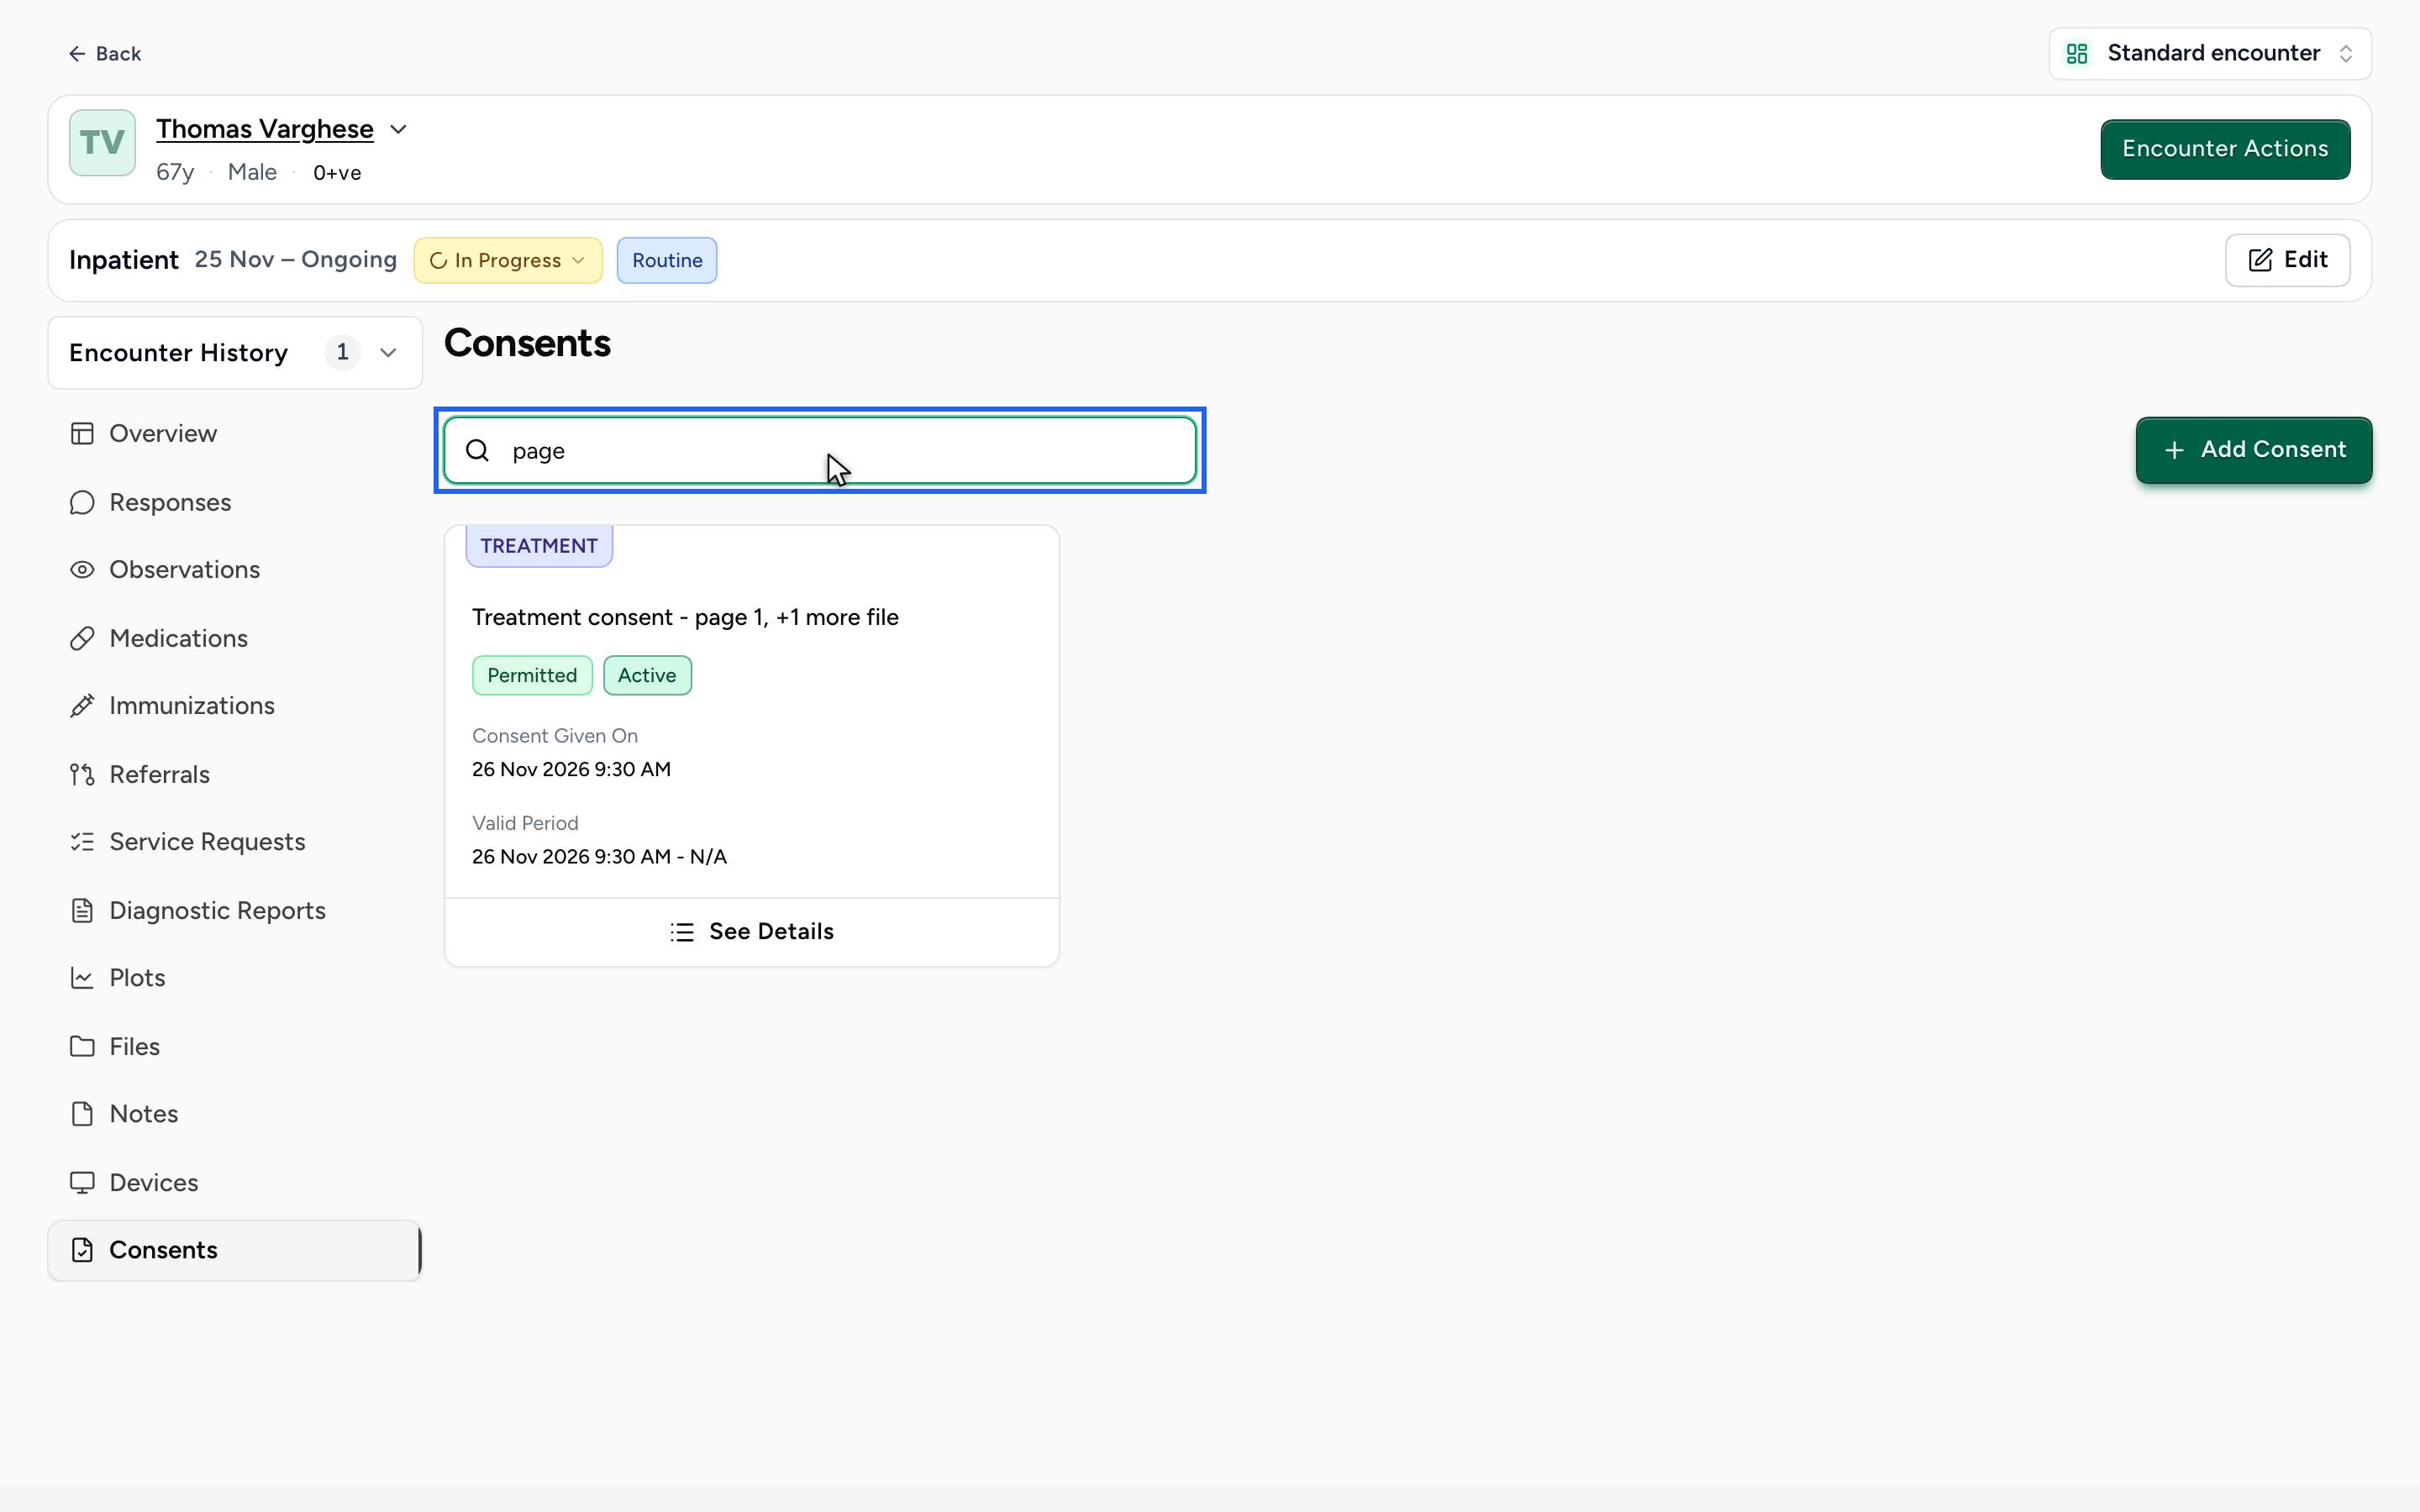 Back
Standard encounter
TV
Thomas Varghese
67y · Male · 0+ve
Encounter Actions
Inpatient 25 Nov – Ongoing In Progress Routine
Edit
Encounter History 1
Consents
Overview
page
Add Consent
Responses
Observations
Medications
Immunizations
Referrals
Service Requests
Diagnostic Reports
Plots
Files
Notes
Devices
Consents
TREATMENT
Treatment consent - page 1, +1 more file
Permitted Active
Consent Given On
26 Nov 2026 9:30 AM
Valid Period
26 Nov 2026 9:30 AM - N/A
See Details